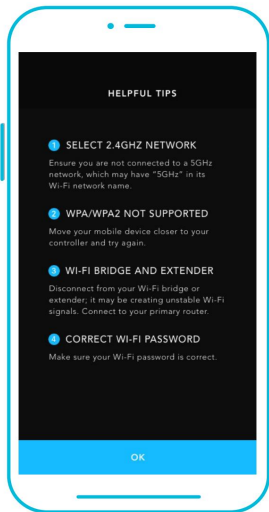 HELPFUL TIPS
1 SELECT 2.4GHZ NETWORK
Ensure you are not connected to a 5GHz
network, which may have "5GHz" in its
Wi-Fi network name.
2 WPA/WPA2 NOT SUPPORTED
Move your mobile device closer to your
controller and try again.
3 WI-FI BRIDGE AND EXTENDER
Disconnect from your Wi-Fi bridge or
extender; it may be creating unstable Wi-Fi
signals. Connect to your primary router.
4 CORRECT WI-FI PASSWORD
Make sure your Wi-Fi password is correct.
OK